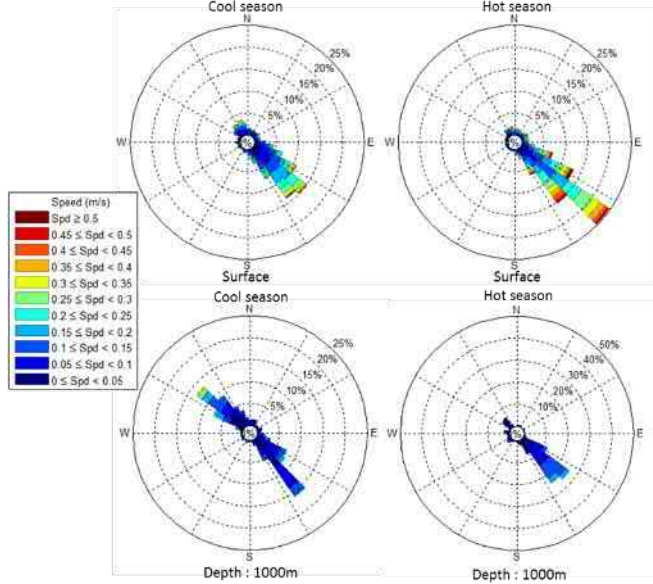 Cool season
Hot season
N
25%
20%
15%
10%
5%
W
%
S
N
25%
20%
15%
10%
5%
W
%
E
E
S
Speed (m/s)
Spd ≥ 0.5
0.45 ≤ Spd < 0.5
0.4 ≤ Spd < 0.45
0.35 ≤ Spd < 0.4
0.3 ≤ Spd < 0.35
0.25 ≤ Spd < 0.3
0.2 ≤ Spd < 0.25
0.15 ≤ Spd < 0.2
0.1 ≤ Spd < 0.15
0.05 ≤ Spd < 0.1
0 ≤ Spd < 0.05
Surface
Surface
Cool season
Hot season
N
25%
20%
15%
10%
5%
W
%
E
S
N
50%
40%
30%
20%
10%
W
%
E
S
Depth : 1000m
Depth : 1000m